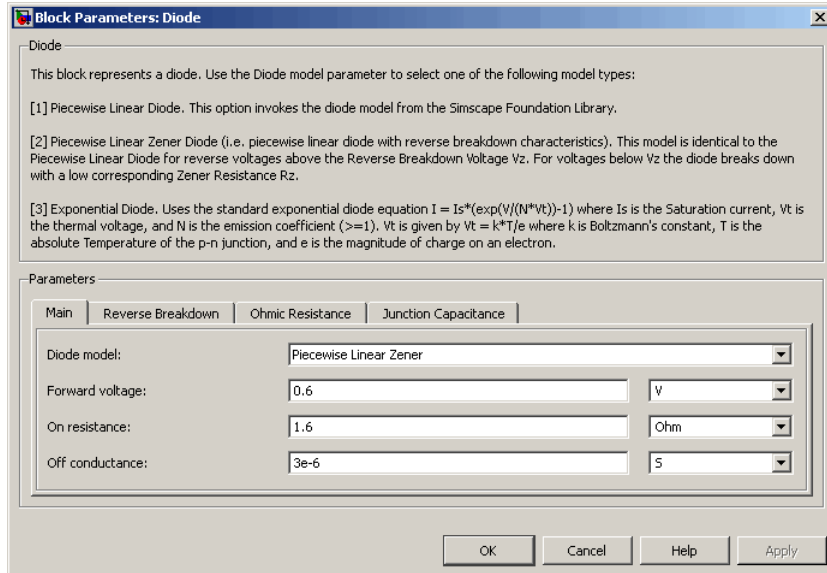 Block Parameters: Diode
Diode
This block represents a diode. Use the Diode model parameter to select one of the following model types:
[1] Piecewise Linear Diode. This option invokes the diode model from the Simscape Foundation Library.
[2] Piecewise Linear Zener Diode (i.e. piecewise linear diode with reverse breakdown characteristics). This model is identical to the
Piecewise Linear Diode for reverse voltages above the Reverse Breakdown Voltage Vz. For voltages below Vz the diode breaks down
with a low corresponding Zener Resistance Rz.
[3] Exponential Diode. Uses the standard exponential diode equation I = Is*(exp(V/(N*Vt))-1) where Is is the Saturation current, Vt is
the thermal voltage, and N is the emission coefficient (>=1). Vt is given by Vt = k*T/e where k is Boltzmann's constant, T is the
absolute Temperature of the p-n junction, and e is the magnitude of charge on an electron.
Parameters
Main Reverse Breakdown Ohmic Resistance Junction Capacitance
Diode model: Piecewise Linear Zener
Forward voltage: 0.6 V
On resistance: 1.6 Ohm
Off conductance: 3e-6 S
OK Cancel Help Apply